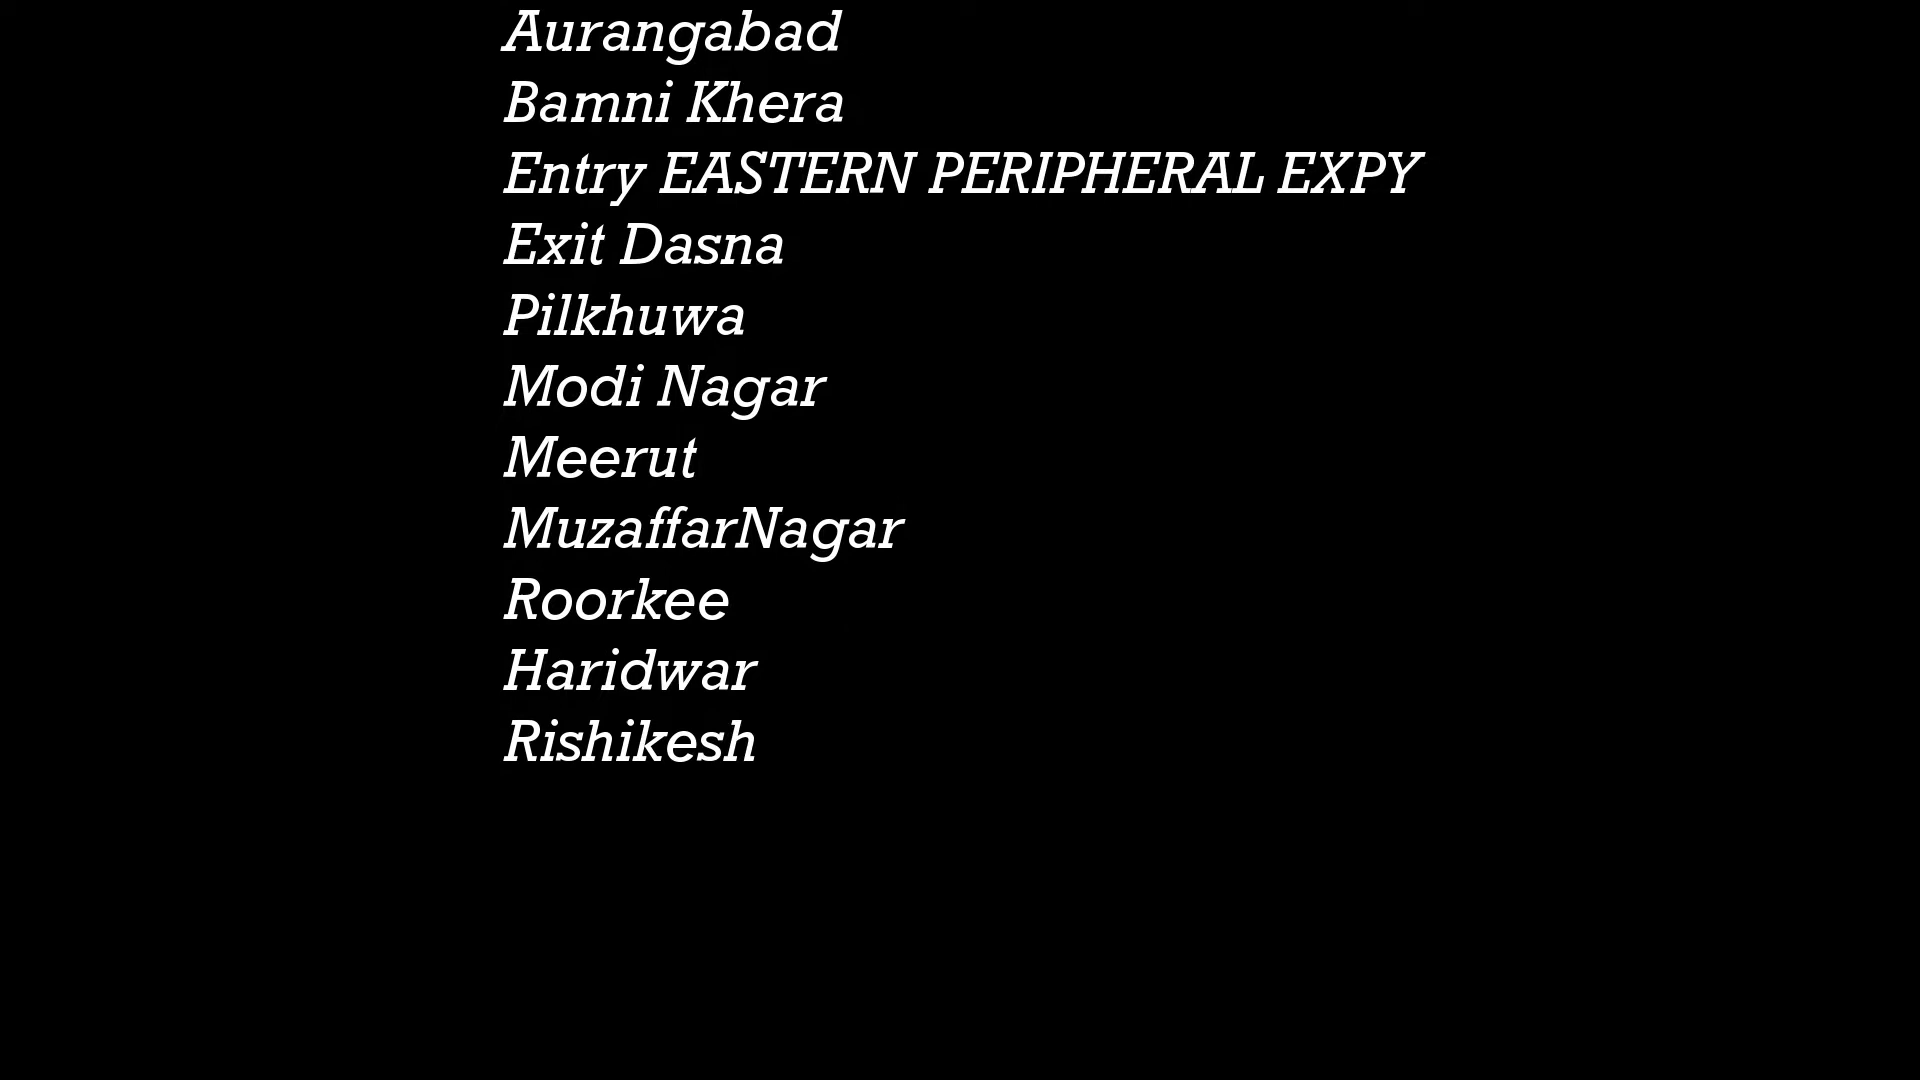 Aurangabad
Bamni Khera
Entry EASTERN PERIPHERAL EXPY
Exit Dasna
Pilkhuwa
Modi Nagar
Meerut
MuzaffarNagar
Roorkee
Haridwar
Rishikesh